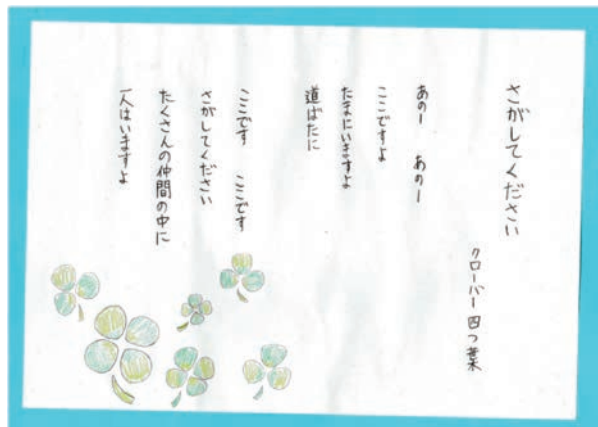 さがしてください
クローバー四つ葉
あのー　あのー
ここですよ
たまにいますよ
道ばたに
ここです　ここです
さがしてください
たくさんの仲間の中に
一人はいますよ